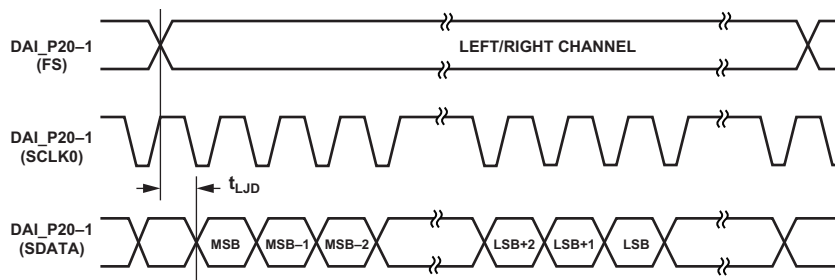 DAI_P20–1
(FS)
LEFT/RIGHT CHANNEL
DAI_P20–1
(SCLK0)
tLJD
DAI_P20–1
(SDATA)
MSB
MSB–1
MSB–2
LSB+2
LSB+1
LSB